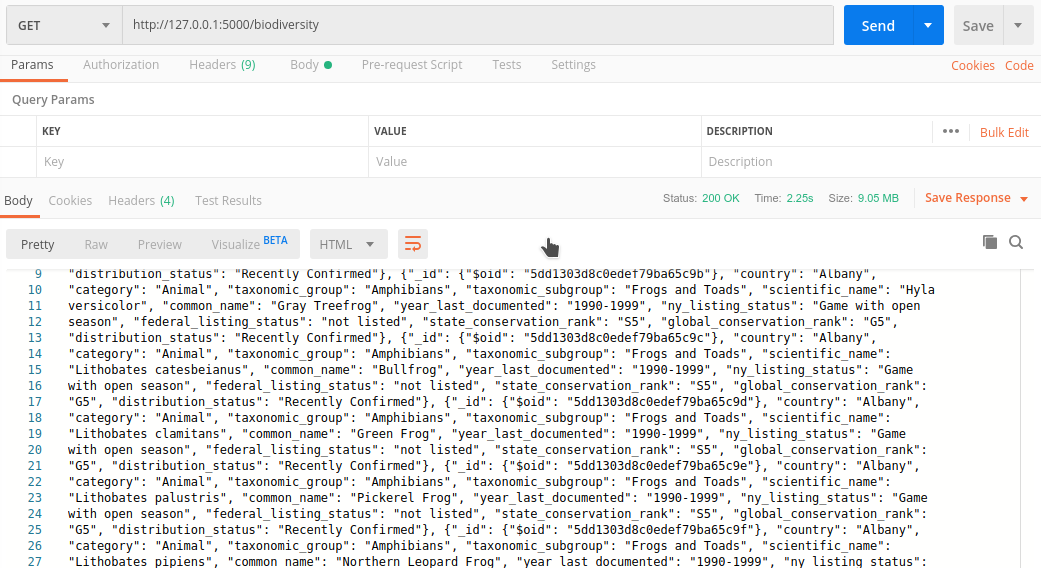 GET http://127.0.0.1:5000/biodiversity Send Save
Params Authorization Headers (9) Body Pre-request Script Tests Settings Cookies Code
Query Params
KEY VALUE DESCRIPTION ••• Bulk Edit
Key Value Description
Body Cookies Headers (4) Test Results Status: 200 OK Time: 2.25s Size: 9.05 MB Save Response
Pretty Raw Preview Visualize BETA HTML
9 "distribution_status": "Recently Confirmed"}, {"_id": {"$oid": "5dd1303d8c0edef79ba65c9b"}, "country": "Albany",
10 "category": "Animal", "taxonomic_group": "Amphibians", "taxonomic_subgroup": "Frogs and Toads", "scientific_name": "Hyla
11 versicolor", "common_name": "Gray Treefrog", "year_last_documented": "1990-1999", "ny_listing_status": "Game with open
12 season", "federal_listing_status": "not listed", "state_conservation_rank": "S5", "global_conservation_rank": "G5",
13 "distribution_status": "Recently Confirmed"}, {"_id": {"$oid": "5dd1303d8c0edef79ba65c9c"}, "country": "Albany",
14 "category": "Animal", "taxonomic_group": "Amphibians", "taxonomic_subgroup": "Frogs and Toads", "scientific_name":
15 "Lithobates catesbeianus", "common_name": "Bullfrog", "year_last_documented": "1990-1999", "ny_listing_status": "Game
16 with open season", "federal_listing_status": "not listed", "state_conservation_rank": "S5", "global_conservation_rank":
17 "G5", "distribution_status": "Recently Confirmed"}, {"_id": {"$oid": "5dd1303d8c0edef79ba65c9d"}, "country": "Albany",
18 "category": "Animal", "taxonomic_group": "Amphibians", "taxonomic_subgroup": "Frogs and Toads", "scientific_name":
19 "Lithobates clamitans", "common_name": "Green Frog", "year_last_documented": "1990-1999", "ny_listing_status": "Game
20 with open season", "federal_listing_status": "not listed", "state_conservation_rank": "S5", "global_conservation_rank":
21 "G5", "distribution_status": "Recently Confirmed"}, {"_id": {"$oid": "5dd1303d8c0edef79ba65c9e"}, "country": "Albany",
22 "category": "Animal", "taxonomic_group": "Amphibians", "taxonomic_subgroup": "Frogs and Toads", "scientific_name":
23 "Lithobates palustris", "common_name": "Pickerel Frog", "year_last_documented": "1990-1999", "ny_listing_status": "Game
24 with open season", "federal_listing_status": "not listed", "state_conservation_rank": "S5", "global_conservation_rank":
25 "G5", "distribution_status": "Recently Confirmed"}, {"_id": {"$oid": "5dd1303d8c0edef79ba65c9f"}, "country": "Albany",
26 "category": "Animal", "taxonomic_group": "Amphibians", "taxonomic_subgroup": "Frogs and Toads", "scientific_name":
27 "Lithobates pipiens", "common_name": "Northern Leopard Frog", "year_last_documented": "1990-1999", "ny_listing_status":